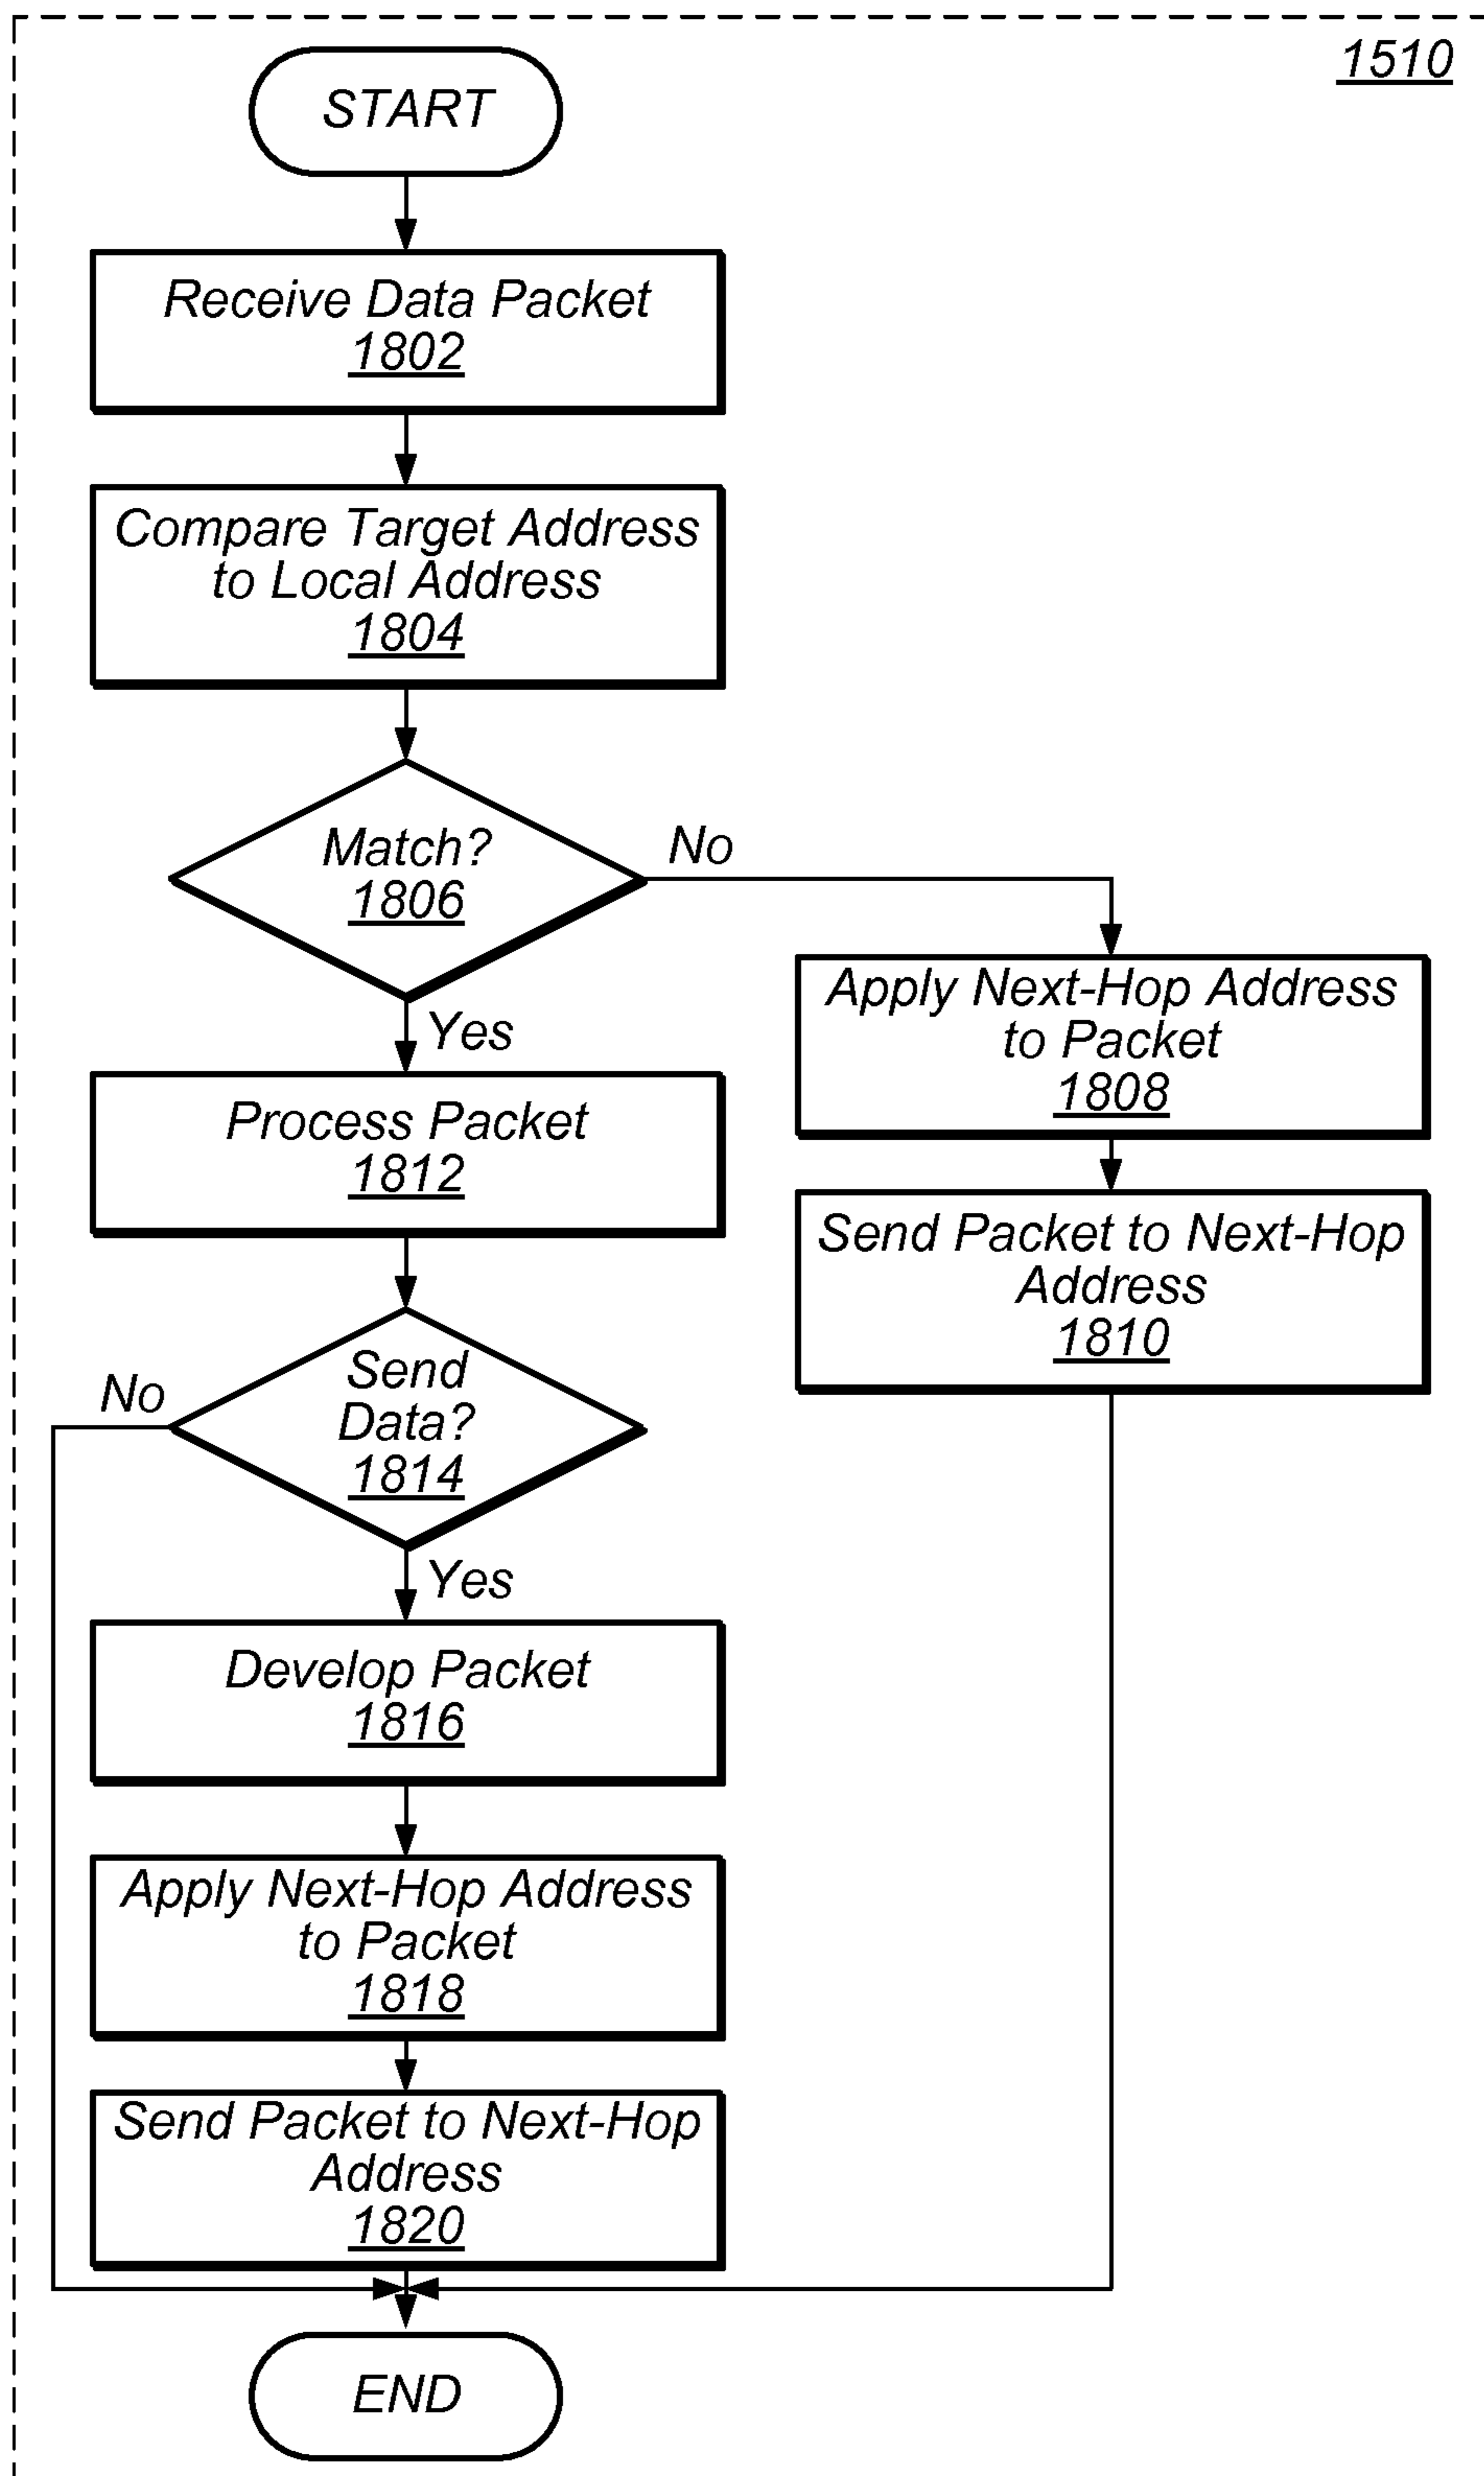 1510
START
Receive Data Packet
1802
Compare Target Address
to Local Address
1804
Match?
1806
No
Yes
Apply Next-Hop Address
to Packet
1808
Process Packet
1812
Send Packet to Next-Hop
Address
1810
Send
Data?
1814
No
Yes
Develop Packet
1816
Apply Next-Hop Address
to Packet
1818
Send Packet to Next-Hop
Address
1820
END